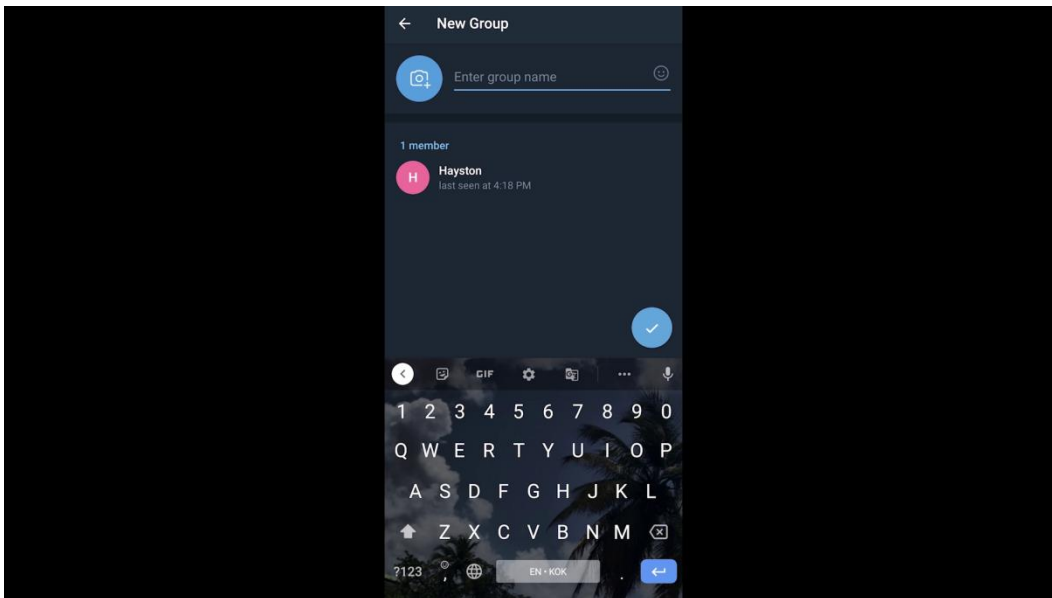 New Group
Enter group name
1 member
H
Hayston
last seen at 4:18 PM
GIF
1 2 3 4 5 6 7 8 9 0
Q W E R T Y U I O P
A S D F G H J K L
Z X C V B N M
?123 , EN • KOK .